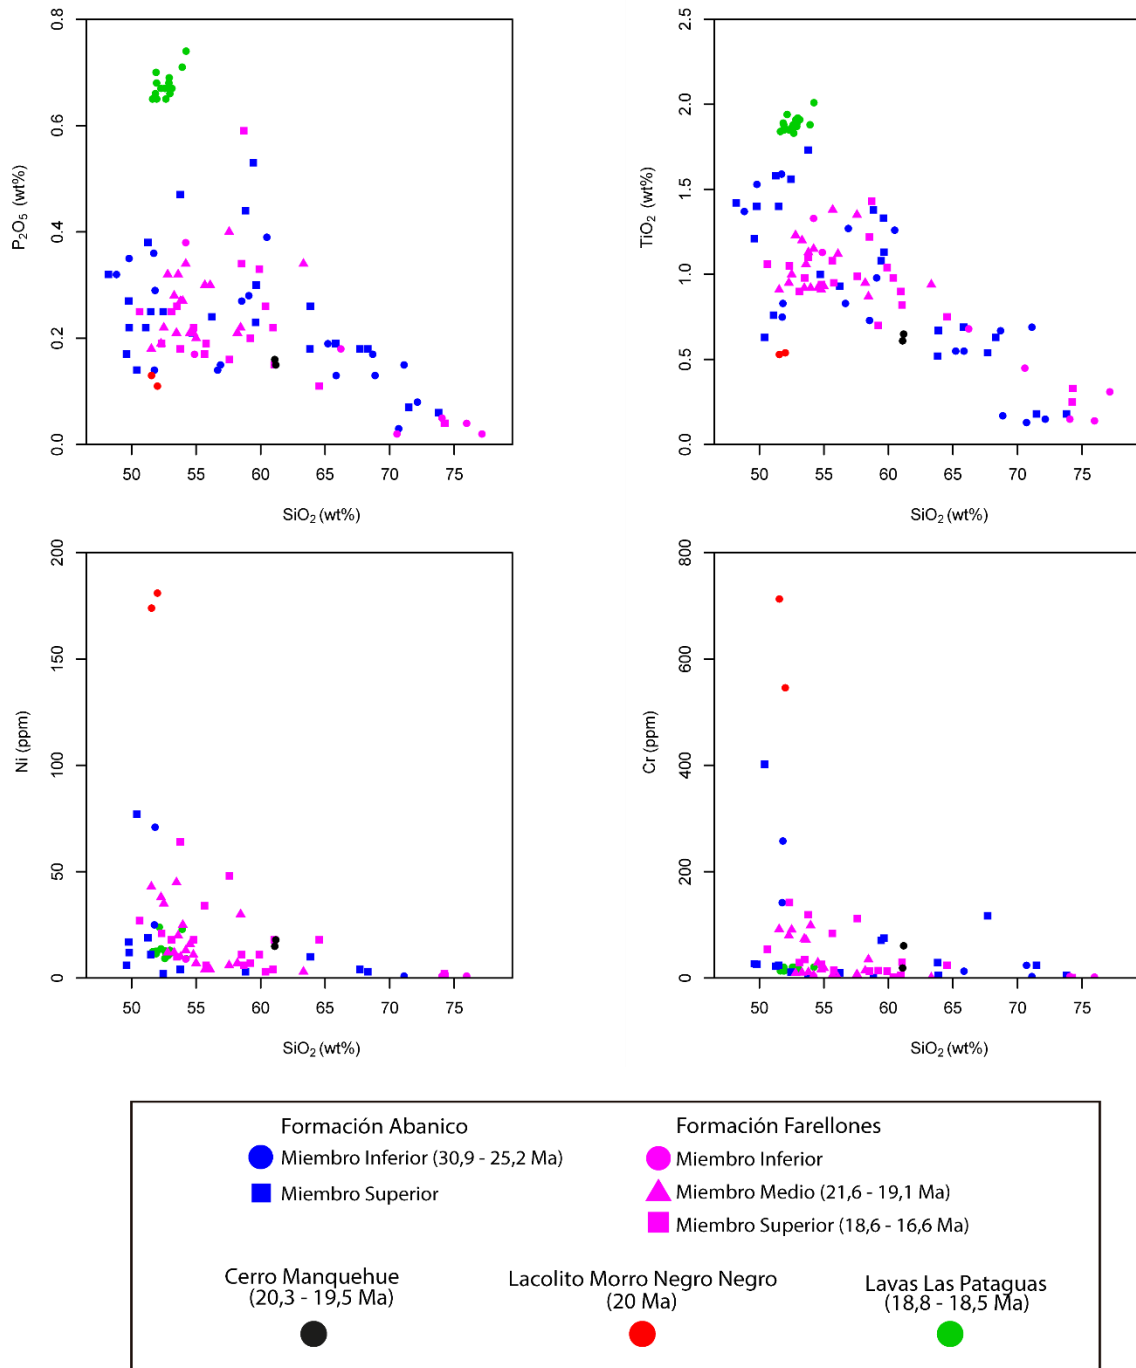 P₂O₅ (wt%)
0.8
0.6
0.4
0.2
0.0
50 55 60 65 70 75
SiO₂ (wt%)
TiO₂ (wt%)
2.5
2.0
1.5
1.0
0.5
0.0
50 55 60 65 70 75
SiO₂ (wt%)
Ni (ppm)
200
150
100
50
0
50 55 60 65 70 75
SiO₂ (wt%)
Cr (ppm)
800
600
400
200
0
50 55 60 65 70 75
SiO₂ (wt%)
Formación Abanico
Miembro Inferior (30,9 - 25,2 Ma)
Miembro Superior
Formación Farellones
Miembro Inferior
Miembro Medio (21,6 - 19,1 Ma)
Miembro Superior (18,6 - 16,6 Ma)
Cerro Manquehue
(20,3 - 19,5 Ma)
Lacolito Morro Negro Negro
(20 Ma)
Lavas Las Pataguas
(18,8 - 18,5 Ma)